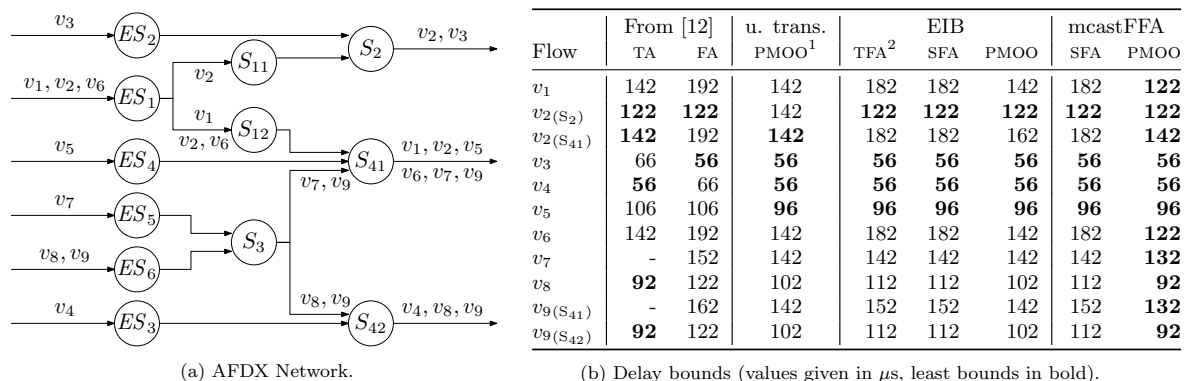 v3
ES2
S2
v2, v3
S11
v2
v1, v2, v6
ES1
v1
S12
v2, v6
v5
ES4
S41
v1, v2, v5
v6, v7, v9
v7, v9
v7
ES5
S3
v8, v9
ES6
v8, v9
v4
ES3
S42
v4, v8, v9
(a) AFDX Network.
From [12] u. trans. EIB mcastFFA
Flow TA FA PMOO¹ TFA² SFA PMOO SFA PMOO
v1 142 192 142 182 182 142 182 122
v2(S2) 122 122 122 122 122 122 122
v2(S41) 142 192 142 182 182 162 182 142
v3 66 56 56 56 56 56 56 56
v4 56 66 56 56 56 56 56 56
v5 106 106 96 96 96 96 96 96
v6 142 192 142 182 182 142 182 122
v7 - 152 142 142 142 142 142 132
v8 92 122 102 112 112 102 112 92
v9(S41) - 162 142 152 152 142 152 132
v9(S42) 92 122 102 112 112 102 112 92
(b) Delay bounds (values given in μs, least bounds in bold).